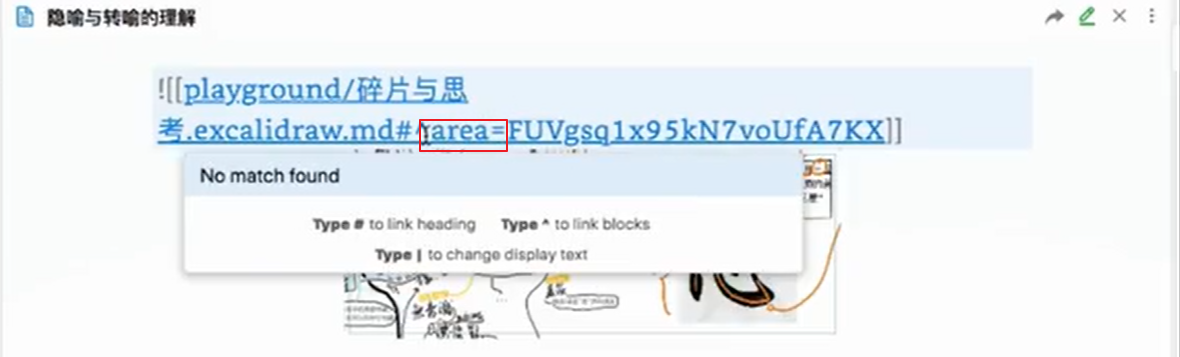 隐喻与转喻的理解
![[playground/碎片与思
考.excalidraw.md#^area=FUVgsq1x95kN7voUfA7KX]]
No match found
Type # to link heading Type ^ to link blocks
Type | to change display text